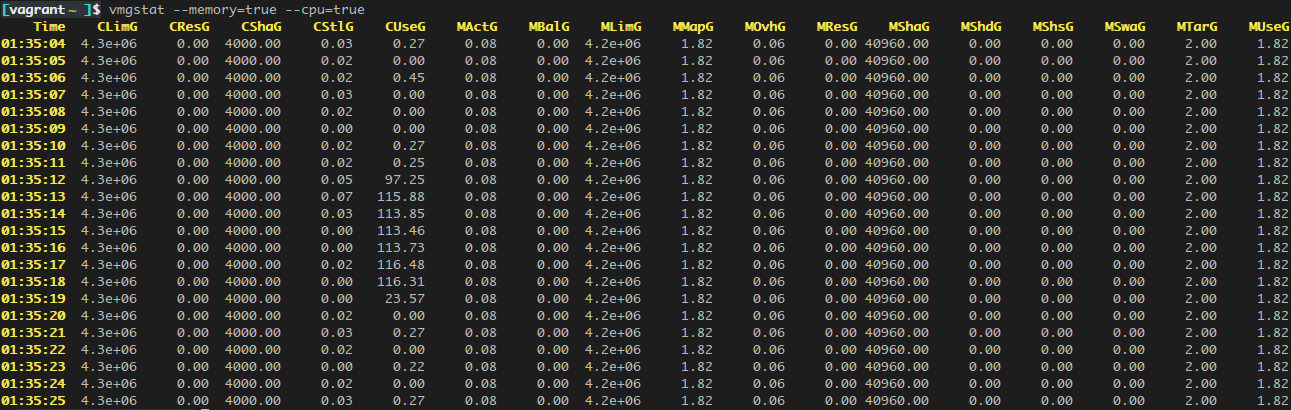 [vagrant ~ ]$ vmgstat --memory=true --cpu=true
Time CLimG CResG CShaG CStlG CUseG MActG MBalG MLimG MMapG MOvhG MResG MShaG MShdG MShsG MSwaG MTarG MUseG
01:35:04 4.3e+06 0.00 4000.00 0.03 0.27 0.08 0.00 4.2e+06 1.82 0.06 0.00 40960.00 0.00 0.00 0.00 2.00 1.82
01:35:05 4.3e+06 0.00 4000.00 0.02 0.00 0.08 0.00 4.2e+06 1.82 0.06 0.00 40960.00 0.00 0.00 0.00 2.00 1.82
01:35:06 4.3e+06 0.00 4000.00 0.02 0.45 0.08 0.00 4.2e+06 1.82 0.06 0.00 40960.00 0.00 0.00 0.00 2.00 1.82
01:35:07 4.3e+06 0.00 4000.00 0.03 0.00 0.08 0.00 4.2e+06 1.82 0.06 0.00 40960.00 0.00 0.00 0.00 2.00 1.82
01:35:08 4.3e+06 0.00 4000.00 0.02 0.00 0.08 0.00 4.2e+06 1.82 0.06 0.00 40960.00 0.00 0.00 0.00 2.00 1.82
01:35:09 4.3e+06 0.00 4000.00 0.00 0.00 0.08 0.00 4.2e+06 1.82 0.06 0.00 40960.00 0.00 0.00 0.00 2.00 1.82
01:35:10 4.3e+06 0.00 4000.00 0.02 0.27 0.08 0.00 4.2e+06 1.82 0.06 0.00 40960.00 0.00 0.00 0.00 2.00 1.82
01:35:11 4.3e+06 0.00 4000.00 0.02 0.25 0.08 0.00 4.2e+06 1.82 0.06 0.00 40960.00 0.00 0.00 0.00 2.00 1.82
01:35:12 4.3e+06 0.00 4000.00 0.05 97.25 0.08 0.00 4.2e+06 1.82 0.06 0.00 40960.00 0.00 0.00 0.00 2.00 1.82
01:35:13 4.3e+06 0.00 4000.00 0.07 115.88 0.08 0.00 4.2e+06 1.82 0.06 0.00 40960.00 0.00 0.00 0.00 2.00 1.82
01:35:14 4.3e+06 0.00 4000.00 0.03 113.85 0.08 0.00 4.2e+06 1.82 0.06 0.00 40960.00 0.00 0.00 0.00 2.00 1.82
01:35:15 4.3e+06 0.00 4000.00 0.00 113.46 0.08 0.00 4.2e+06 1.82 0.06 0.00 40960.00 0.00 0.00 0.00 2.00 1.82
01:35:16 4.3e+06 0.00 4000.00 0.00 113.73 0.08 0.00 4.2e+06 1.82 0.06 0.00 40960.00 0.00 0.00 0.00 2.00 1.82
01:35:17 4.3e+06 0.00 4000.00 0.02 116.48 0.08 0.00 4.2e+06 1.82 0.06 0.00 40960.00 0.00 0.00 0.00 2.00 1.82
01:35:18 4.3e+06 0.00 4000.00 0.00 116.31 0.08 0.00 4.2e+06 1.82 0.06 0.00 40960.00 0.00 0.00 0.00 2.00 1.82
01:35:19 4.3e+06 0.00 4000.00 0.00 23.57 0.08 0.00 4.2e+06 1.82 0.06 0.00 40960.00 0.00 0.00 0.00 2.00 1.82
01:35:20 4.3e+06 0.00 4000.00 0.02 0.00 0.08 0.00 4.2e+06 1.82 0.06 0.00 40960.00 0.00 0.00 0.00 2.00 1.82
01:35:21 4.3e+06 0.00 4000.00 0.03 0.27 0.08 0.00 4.2e+06 1.82 0.06 0.00 40960.00 0.00 0.00 0.00 2.00 1.82
01:35:22 4.3e+06 0.00 4000.00 0.02 0.00 0.08 0.00 4.2e+06 1.82 0.06 0.00 40960.00 0.00 0.00 0.00 2.00 1.82
01:35:23 4.3e+06 0.00 4000.00 0.00 0.22 0.08 0.00 4.2e+06 1.82 0.06 0.00 40960.00 0.00 0.00 0.00 2.00 1.82
01:35:24 4.3e+06 0.00 4000.00 0.02 0.00 0.08 0.00 4.2e+06 1.82 0.06 0.00 40960.00 0.00 0.00 0.00 2.00 1.82
01:35:25 4.3e+06 0.00 4000.00 0.03 0.27 0.08 0.00 4.2e+06 1.82 0.06 0.00 40960.00 0.00 0.00 0.00 2.00 1.82